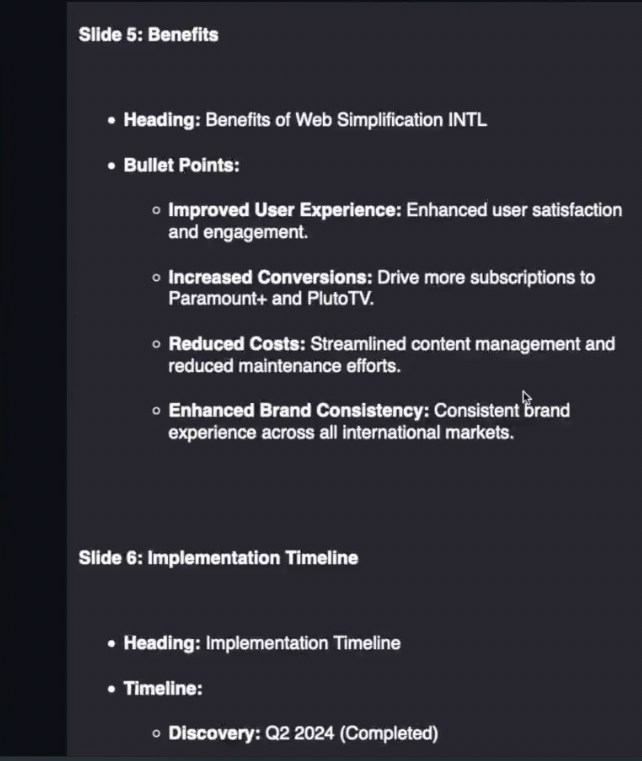 Slide 5: Benefits
• Heading: Benefits of Web Simplification INTL
• Bullet Points:
○ Improved User Experience: Enhanced user satisfaction
and engagement.
○ Increased Conversions: Drive more subscriptions to
Paramount+ and PlutoTV.
○ Reduced Costs: Streamlined content management and
reduced maintenance efforts.
○ Enhanced Brand Consistency: Consistent brand
experience across all international markets.
Slide 6: Implementation Timeline
• Heading: Implementation Timeline
• Timeline:
○ Discovery: Q2 2024 (Completed)